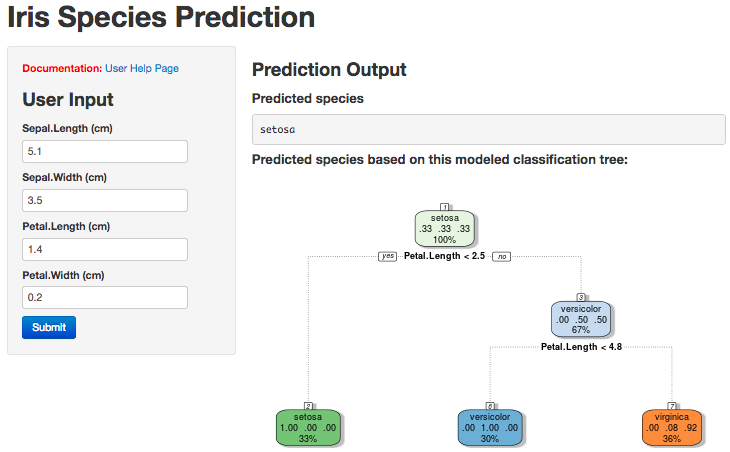 Iris Species Prediction
Documentation: User Help Page
User Input
Sepal.Length (cm)
5.1
Sepal.Width (cm)
3.5
Petal.Length (cm)
1.4
Petal.Width (cm)
0.2
Submit
Prediction Output
Predicted species
setosa
Predicted species based on this modeled classification tree:
1
setosa
.33 .33 .33
100%
yes Petal.Length < 2.5 no
3
versicolor
.00 .50 .50
67%
Petal.Length < 4.8
2
setosa
1.00 .00 .00
33%
6
versicolor
.00 1.00 .00
30%
7
virginica
.00 .08 .92
36%